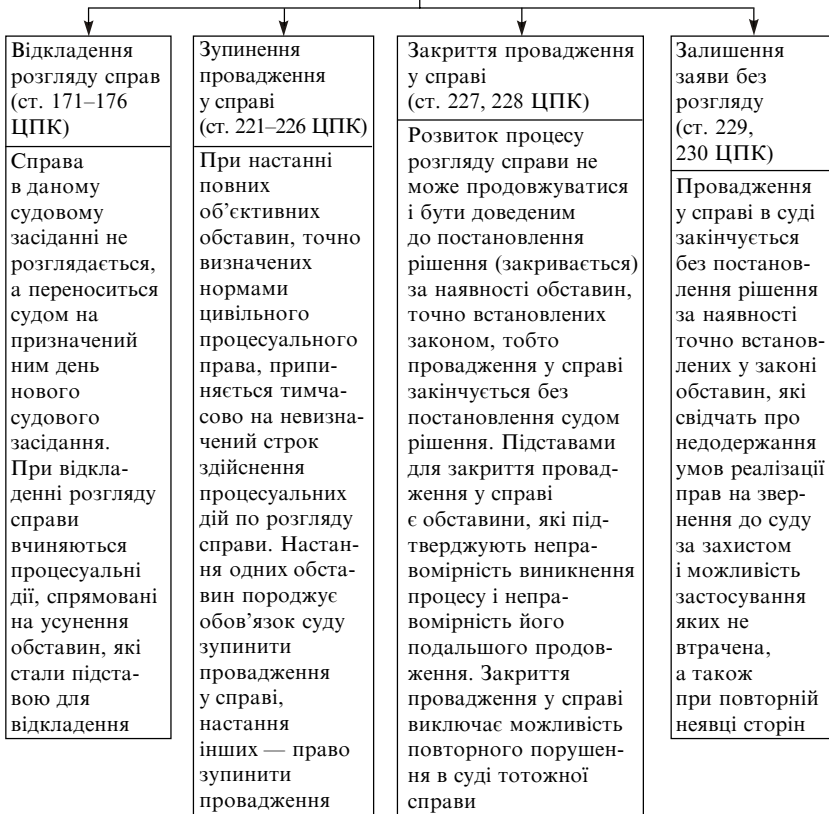 Відкладення
розгляду справ
(ст. 171–176
ЦПК)
Справа
в даному
судовому
засіданні не
розглядається,
а переноситься
судом на
призначений
ним день
нового
судового
засідання.
При відкла-
денні розгляду
справи
вчиняються
процесуальні
дії, спрямовані
на усунення
обставин, які
стали підста-
вою для
відкладення
Зупинення
провадження
у справі
(ст. 221–226 ЦПК)
При настанні
повних
об’єктивних
обставин, точно
визначених
нормами
цивільного
процесуального
права, припи-
няється тимча-
сово на невизна-
чений строк
здійснення
процесуальних
дій по розгляду
справи. Настан-
ня одних обста-
вин породжує
обов’язок суду
зупинити
провадження
у справі,
настання
інших — право
зупинити
провадження
Закриття провадження
у справі
(ст. 227, 228 ЦПК)
Розвиток процесу
розгляду справи не
може продовжуватися
і бути доведеним
до постановлення
рішення (закривається)
за наявності обставин,
точно встановлених
законом, тобто
провадження у справі
закінчується без
постановлення судом
рішення. Підставами
для закриття провад-
ження у справі
є обставини, які під-
тверджують непра-
вомірність виникнення
процесу і непра-
вомірність його
подальшого продов-
ження. Закриття
провадження у справі
виключає можливість
повторного порушен-
ня в суді тотожної
справи
Залишення
заяви без
розгляду
(ст. 229,
230 ЦПК)
Провадження
у справі в суді
закінчується
без постанов-
лення рішення
за наявності
точно встанов-
лених у законі
обставин, які
свідчать про
недодержання
умов реалізації
прав на звер-
нення до суду
за захистом
і можливість
застосування
яких не
втрачена,
а також
при повторній
неявці сторін